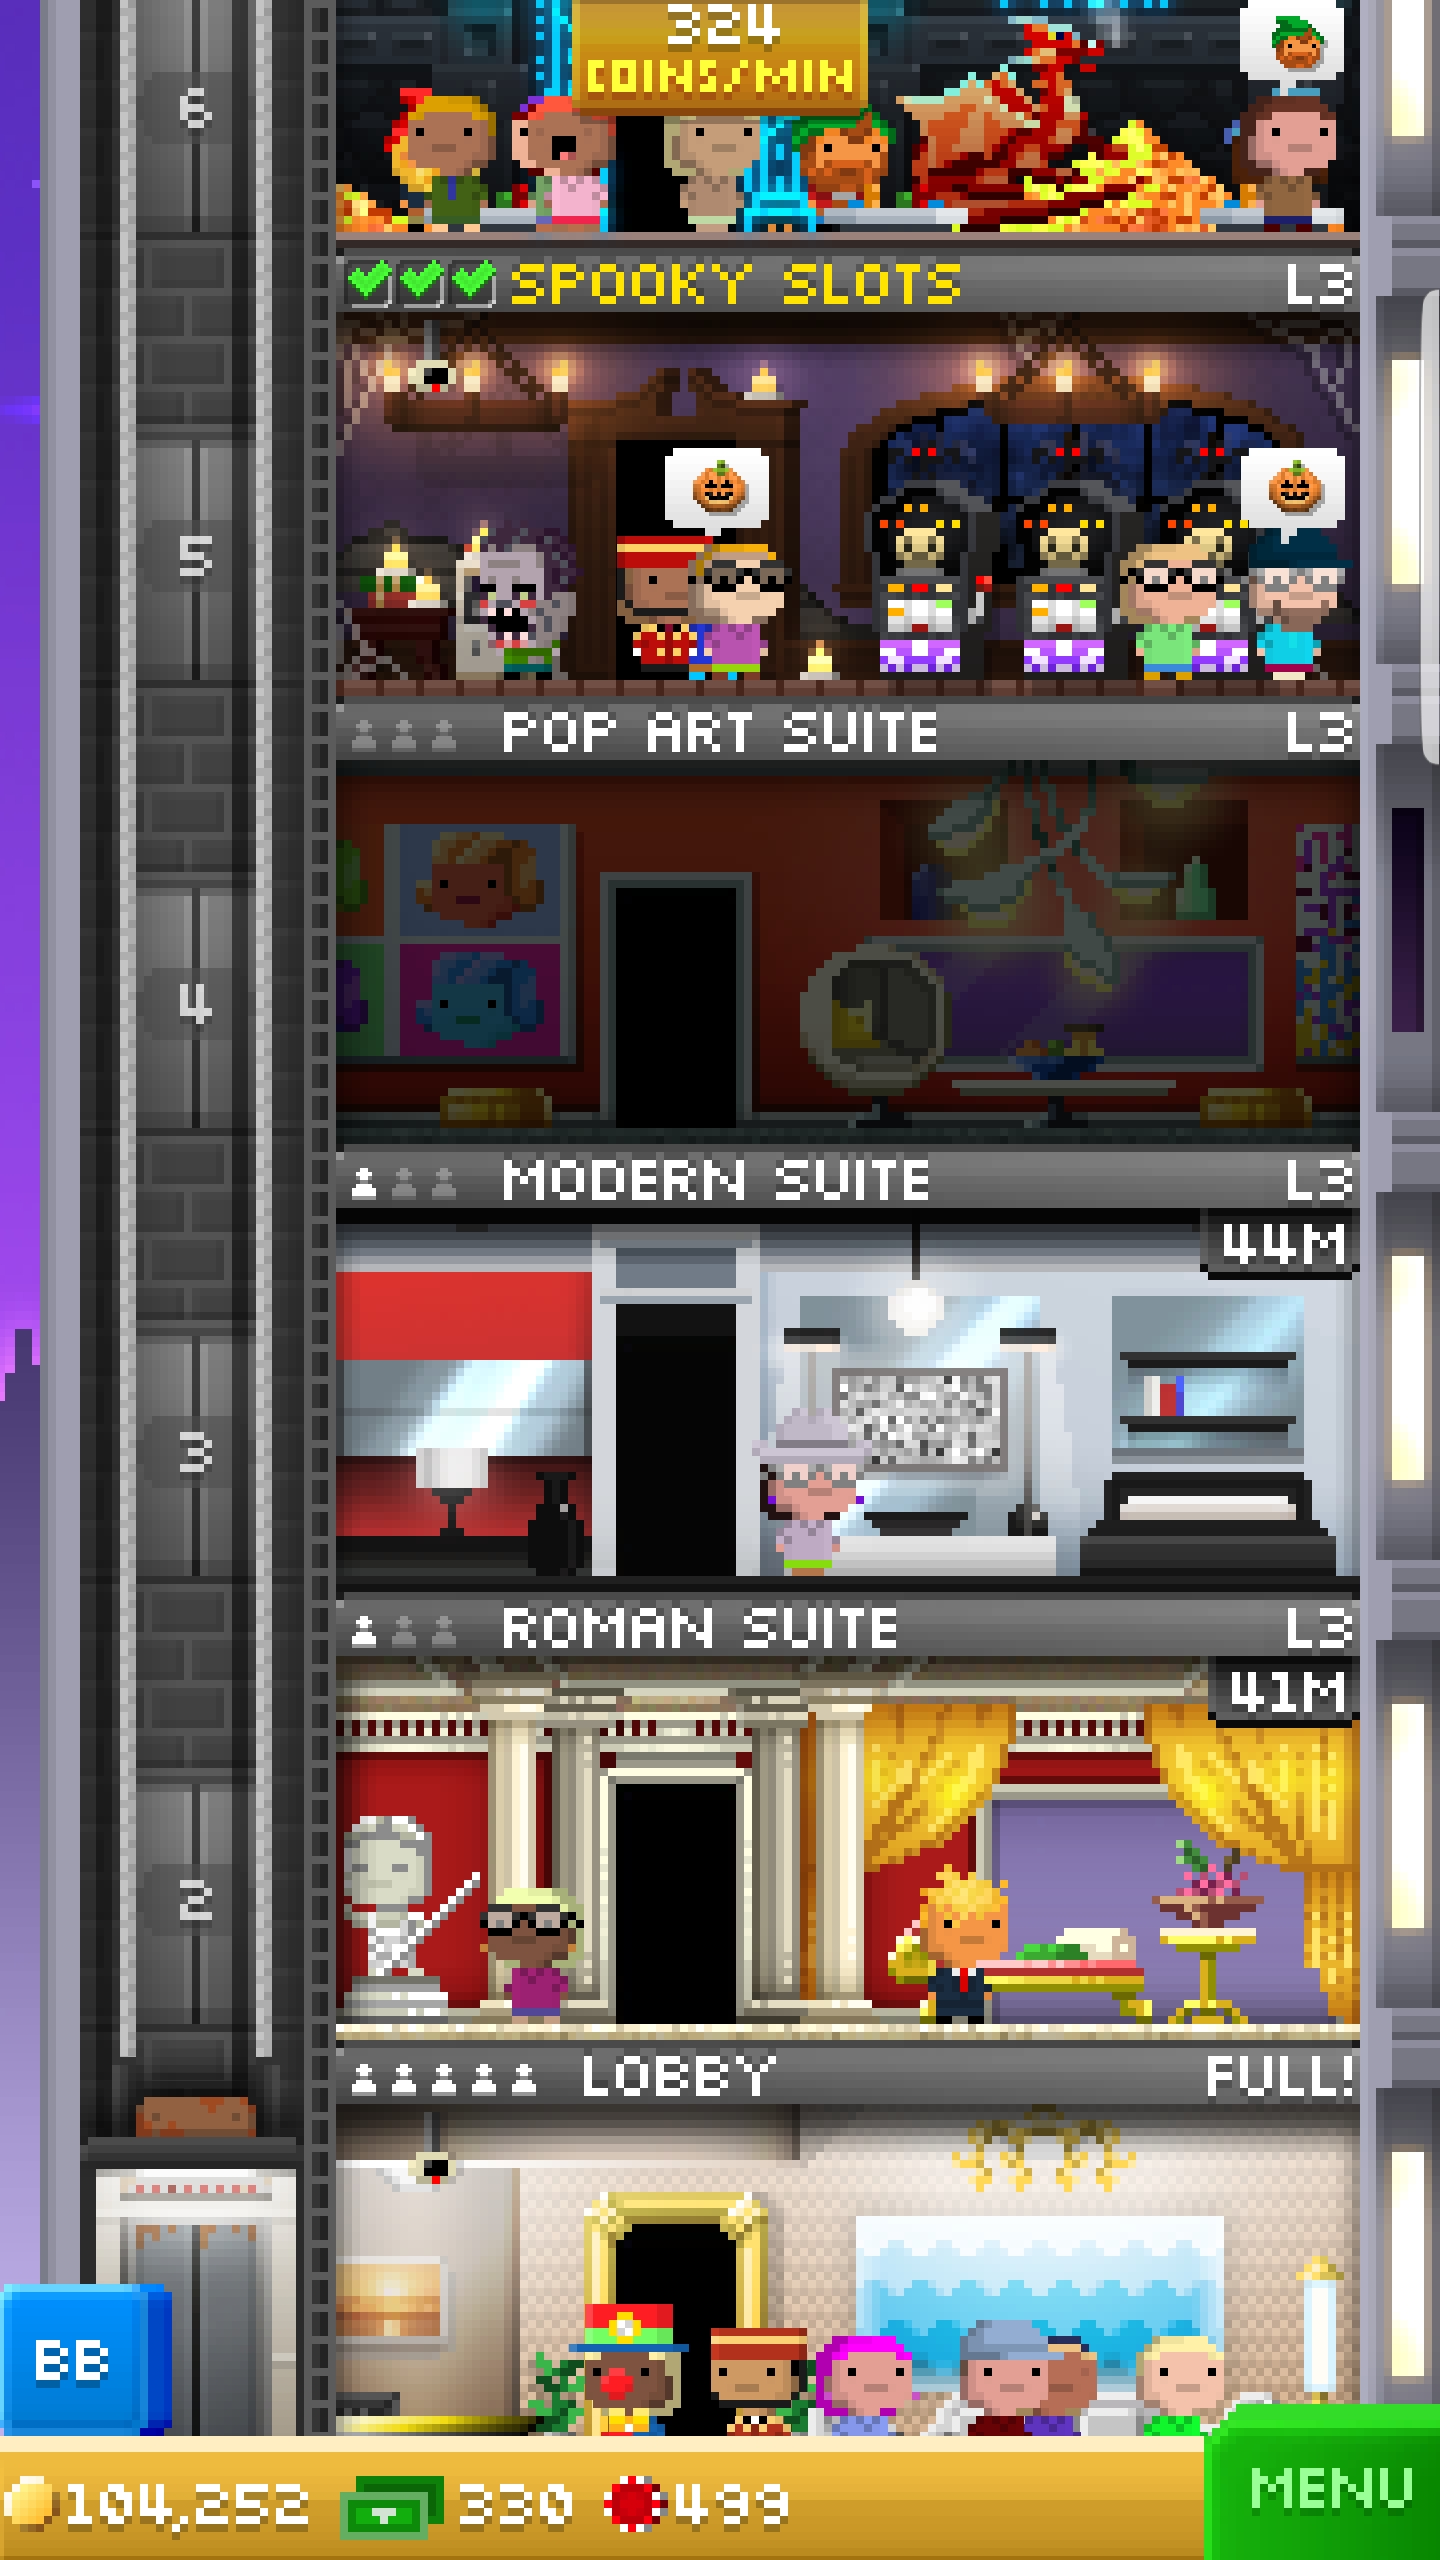 324
COINS/MIN
6
SPOOKY SLOTS L3
5
POP ART SUITE L3
4
MODERN SUITE L3
44M
3
ROMAN SUITE L3
41M
2
LOBBY FULL!
BB
104,252 330 499
MENU